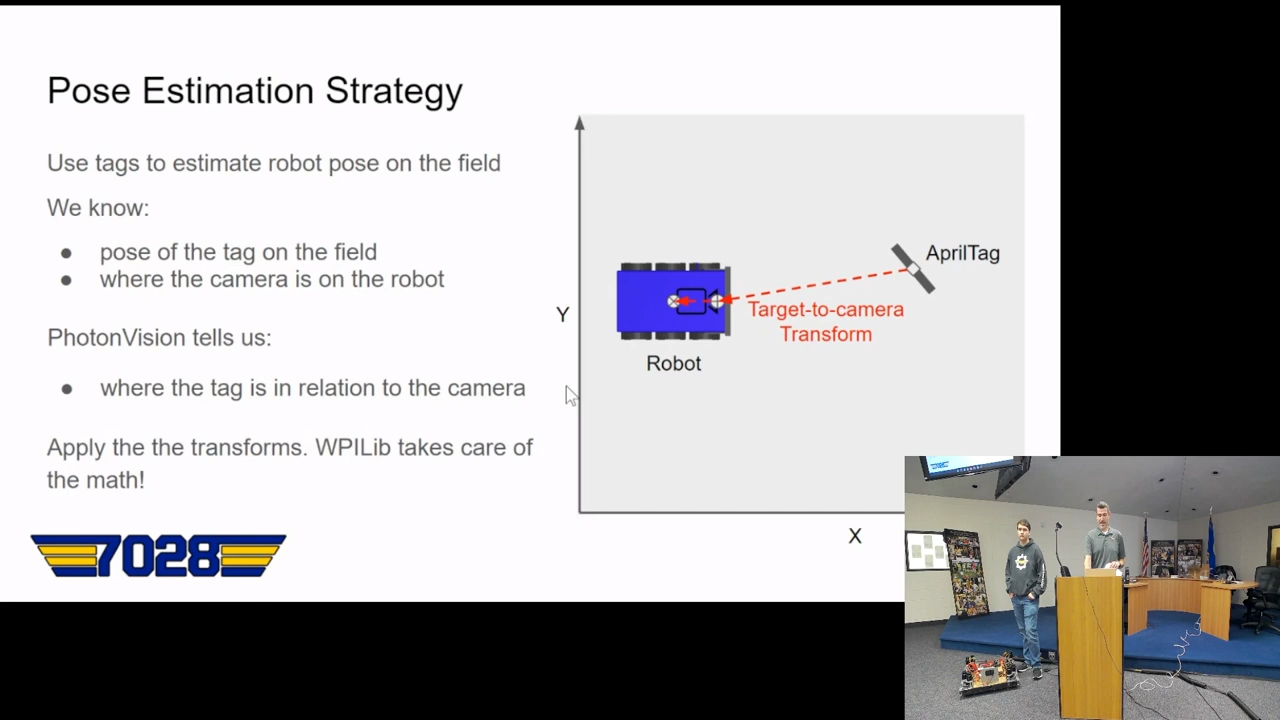 Pose Estimation Strategy
Use tags to estimate robot pose on the field
We know:
● pose of the tag on the field
● where the camera is on the robot
PhotonVision tells us:
● where the tag is in relation to the camera
Apply the the transforms. WPILib takes care of
the math!
7028
Y
X
Robot
AprilTag
Target-to-camera
Transform